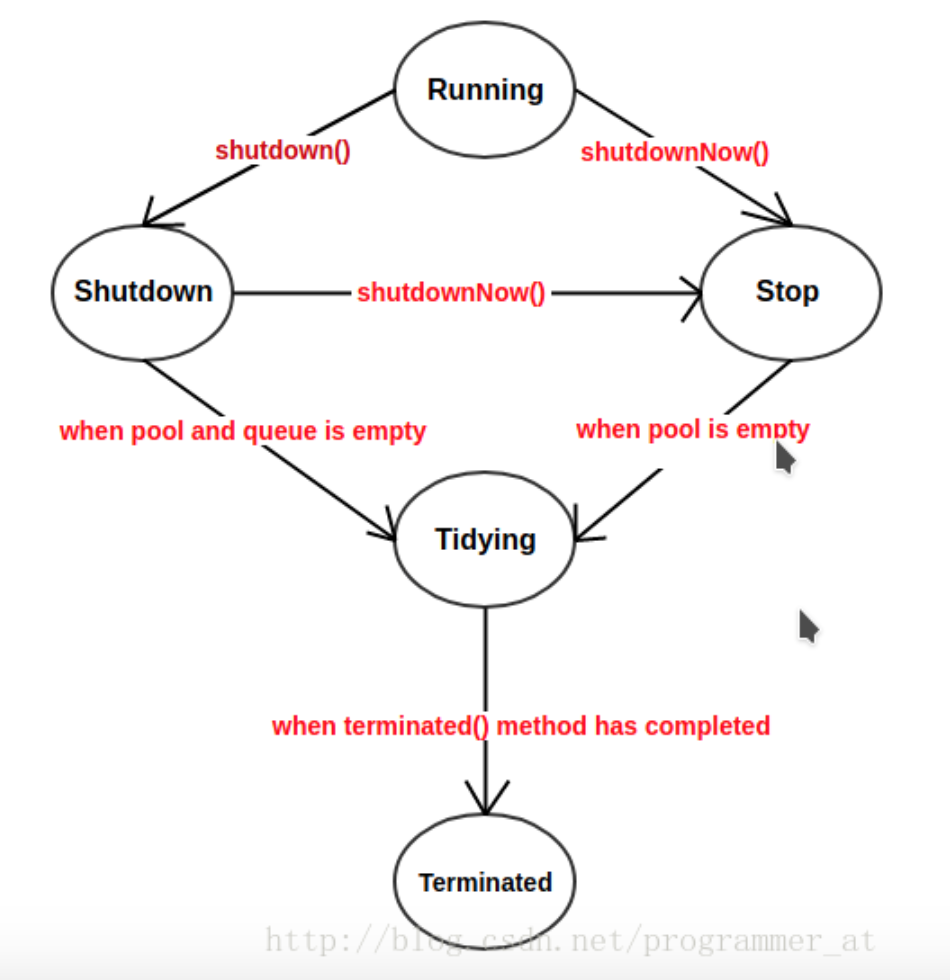 Running
shutdown()
shutdownNow()
Shutdown
shutdownNow()
Stop
when pool and queue is empty
when pool is empty
Tidying
when terminated() method has completed
Terminated
http://blog.csdn.net/programmer_at